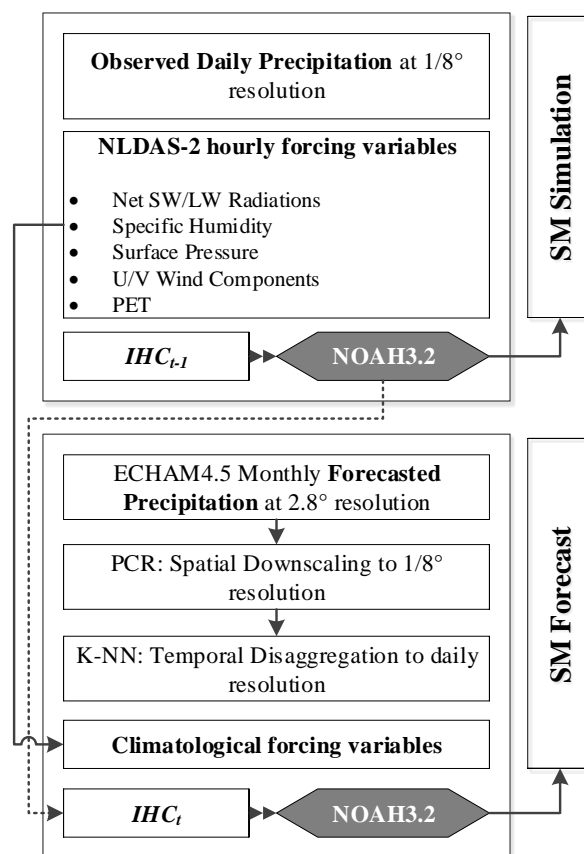 Observed Daily Precipitation at 1/8°
resolution
NLDAS-2 hourly forcing variables
• Net SW/LW Radiations
• Specific Humidity
• Surface Pressure
• U/V Wind Components
• PET
IHCt-1
NOAH3.2
SM Simulation
ECHAM4.5 Monthly Forecasted
Precipitation at 2.8° resolution
PCR: Spatial Downscaling to 1/8°
resolution
K-NN: Temporal Disaggregation to daily
resolution
Climatological forcing variables
IHCt
NOAH3.2
SM Forecast